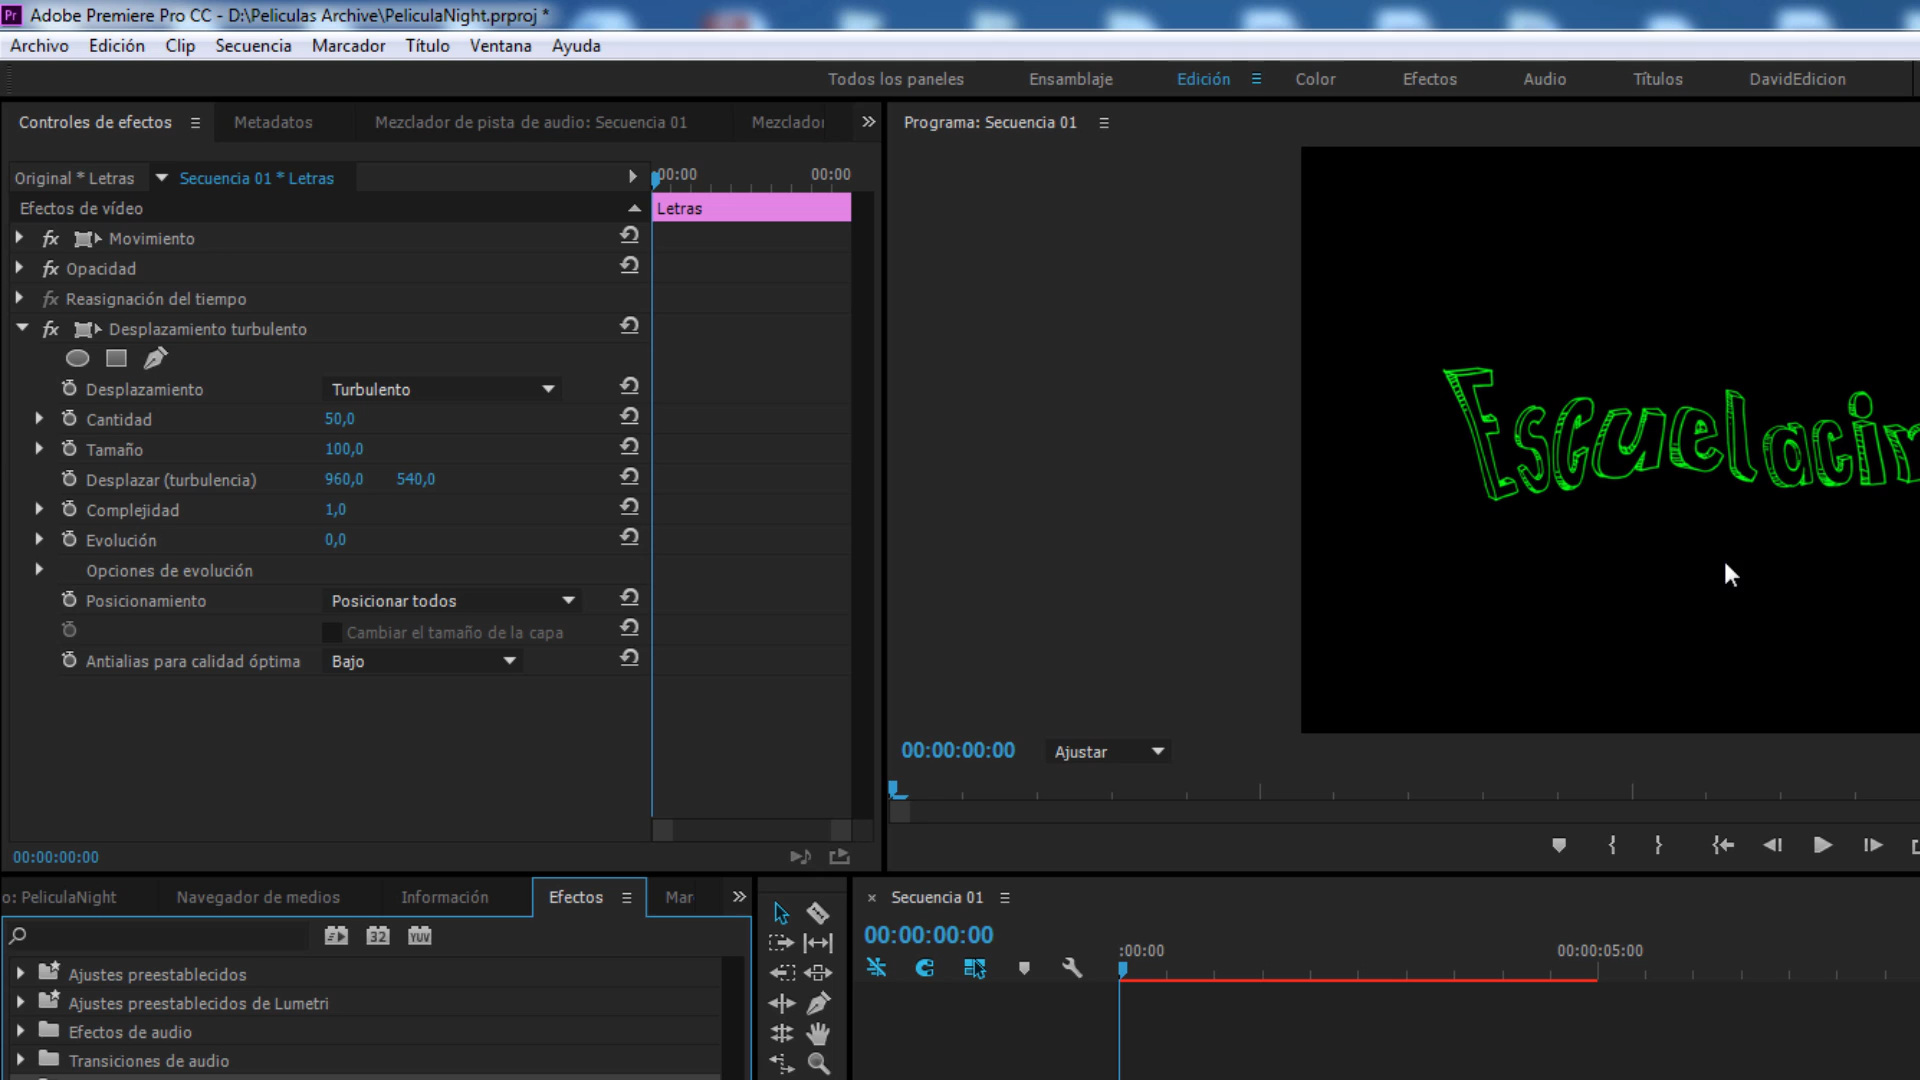 Adobe Premiere Pro CC - D:\Peliculas Archive\PeliculaNight.prproj *
Archivo Edición Clip Secuencia Marcador Título Ventana Ayuda
Todos los paneles Ensamblaje Edición Color Efectos Audio Títulos DavidEdicion
Controles de efectos Metadatos Mezclador de pista de audio: Secuencia 01 Mezclador
Programa: Secuencia 01
Original * Letras Secuencia 01 * Letras
00:00 00:00
Efectos de vídeo
Letras
fx Movimiento
fx Opacidad
fx Reasignación del tiempo
fx Desplazamiento turbulento
Desplazamiento Turbulento
Cantidad 50,0
Tamaño 100,0
Desplazar (turbulencia) 960,0 540,0
Complejidad 1,0
Evolución 0,0
Opciones de evolución
Posicionamiento Posicionar todos
Cambiar el tamaño de la capa
Antialias para calidad óptima Bajo
00:00:00:00
Escuelacin
00:00:00:00 Ajustar
o: PeliculaNight Navegador de medios Información Efectos Mar
32 YUV
Ajustes preestablecidos
Ajustes preestablecidos de Lumetri
Efectos de audio
Transiciones de audio
× Secuencia 01
00:00:00:00
:00:00 00:00:05:00